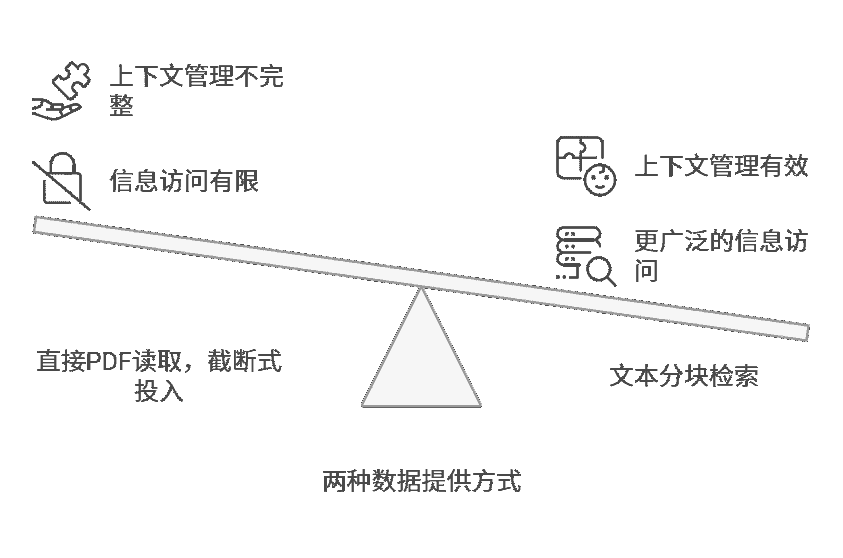 上下文管理不完
整
信息访问有限
上下文管理有效
更广泛的信息访
问
直接PDF读取，截断式
投入
文本分块检索
两种数据提供方式